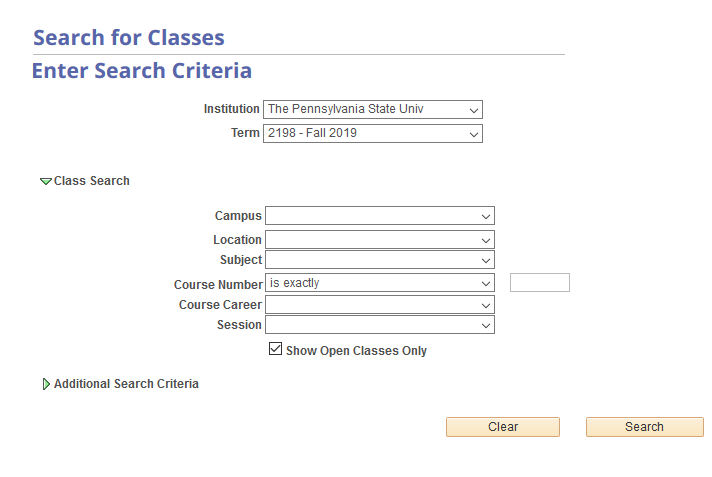 Search for Classes
Enter Search Criteria
Institution The Pennsylvania State Univ
Term 2198 - Fall 2019
Class Search
Campus
Location
Subject
Course Number is exactly
Course Career
Session
Show Open Classes Only
Additional Search Criteria
Clear Search